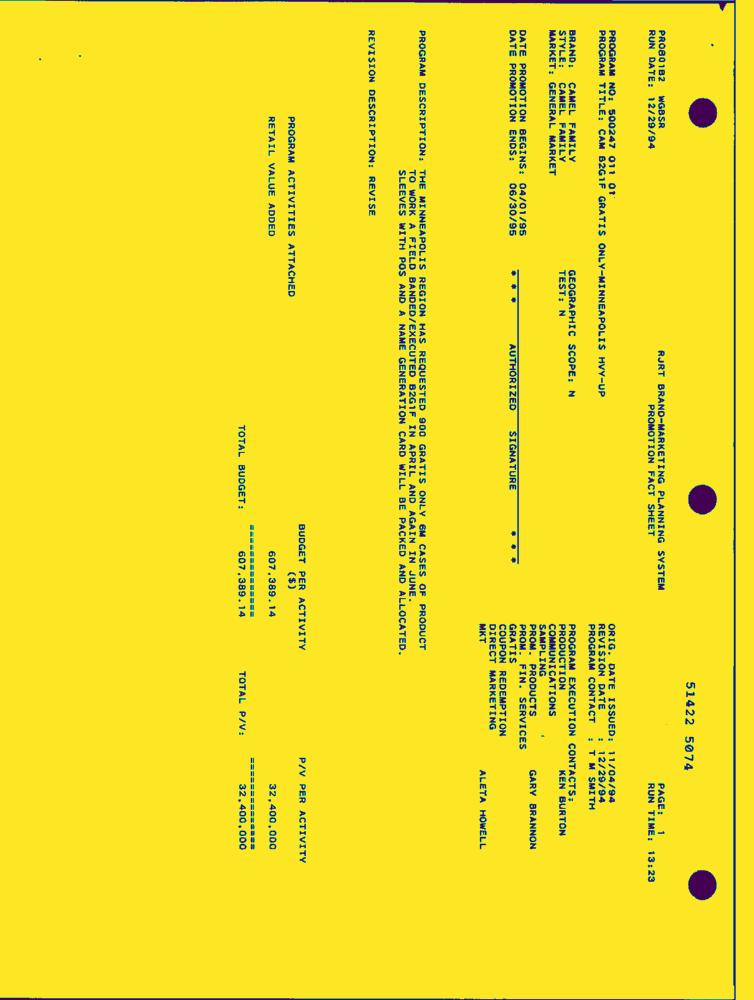 51422 5074
PROB01B2 WGBSR RJRT BRAND-MARKETING PLANNING SYSTEM PAGE: 1
RUN DATE: 12/29/94 PROMOTION FACT SHEET RUN TIME: 13:23
PROGRAM NO: 500247 011 01 ORIG. DATE ISSUED: 11/04/94
PROGRAM TITLE: CAM B2G1F GRATIS ONLY-MINNEAPOLIS HVY-UP REVISION DATE : 12/29/94
PROGRAM CONTACT : T M SMITH
BRAND: CAMEL FAMILY GEOGRAPHIC SCOPE: N PROGRAM EXECUTION CONTACTS:
STYLE: CAMEL FAMILY TEST: N PRODUCTION KEN BURTON
MARKET: GENERAL MARKET COMMUNICATIONS
SAMPLING
PROM. PRODUCTS GARY BRANNON
DATE PROMOTION BEGINS: 04/01/95 PROM. FIN. SERVICES
DATE PROMOTION ENDS: 06/30/95 * * * AUTHORIZED SIGNATURE * * * GRATIS
COUPON REDEMPTION
DIRECT MARKETING
MKT ALETA HOWELL
PROGRAM DESCRIPTION: THE MINNEAPOLIS REGION HAS REQUESTED 900 GRATIS ONLY 6M CASES OF PRODUCT
TO WORK A FIELD BANDED/EXECUTED B2G1F IN APRIL AND AGAIN IN JUNE.
SLEEVES WITH POS AND A NAME GENERATION CARD WILL BE PACKED AND ALLOCATED.
REVISION DESCRIPTION: REVISE
BUDGET PER ACTIVITY P/V PER ACTIVITY
PROGRAM ACTIVITIES ATTACHED ($)
RETAIL VALUE ADDED 607,389.14 32,400,000
============== ==============
TOTAL BUDGET: 607,389.14 TOTAL P/V: 32,400,000